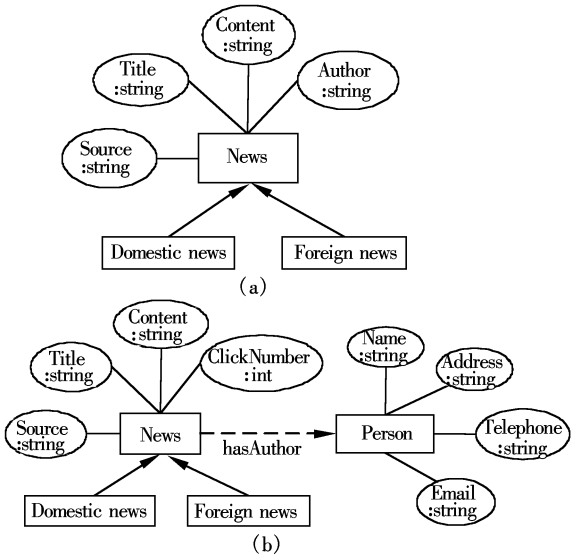 Content
:string
Title
:string
Author
:string
Source
:string
News
Domestic news
Foreign news
(a)
Content
:string
Title
:string
ClickNumber
:int
Name
:string
Address
:string
Source
:string
News
hasAuthor
Person
Telephone
:string
Domestic news
Foreign news
Email
:string
(b)